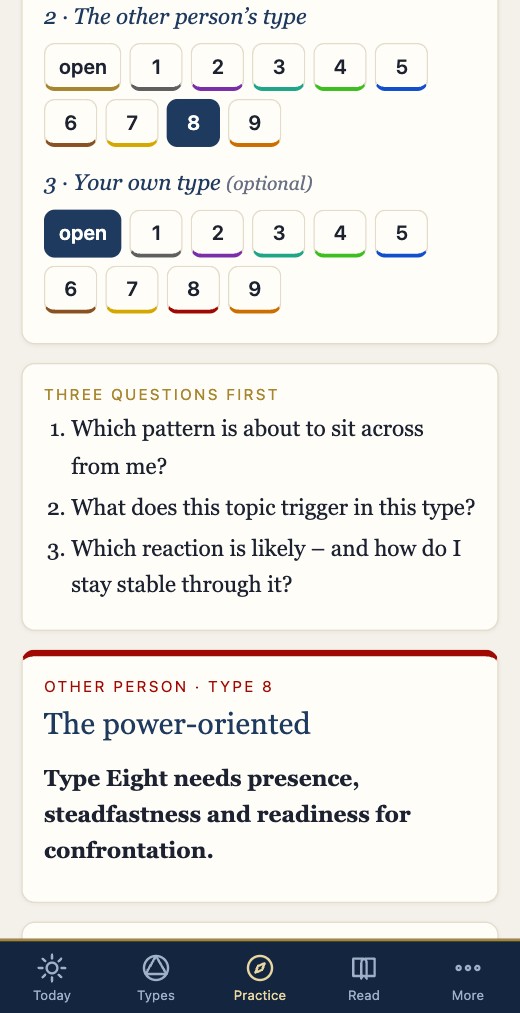 2 · The other person’s type
open 1 2 3 4 5
6 7 8 9
3 · Your own type (optional)
open 1 2 3 4 5
6 7 8 9
THREE QUESTIONS FIRST
1. Which pattern is about to sit across
from me?
2. What does this topic trigger in this type?
3. Which reaction is likely – and how do I
stay stable through it?
OTHER PERSON · TYPE 8
The power-oriented
Type Eight needs presence,
steadfastness and readiness for
confrontation.
Today Types Practice Read More